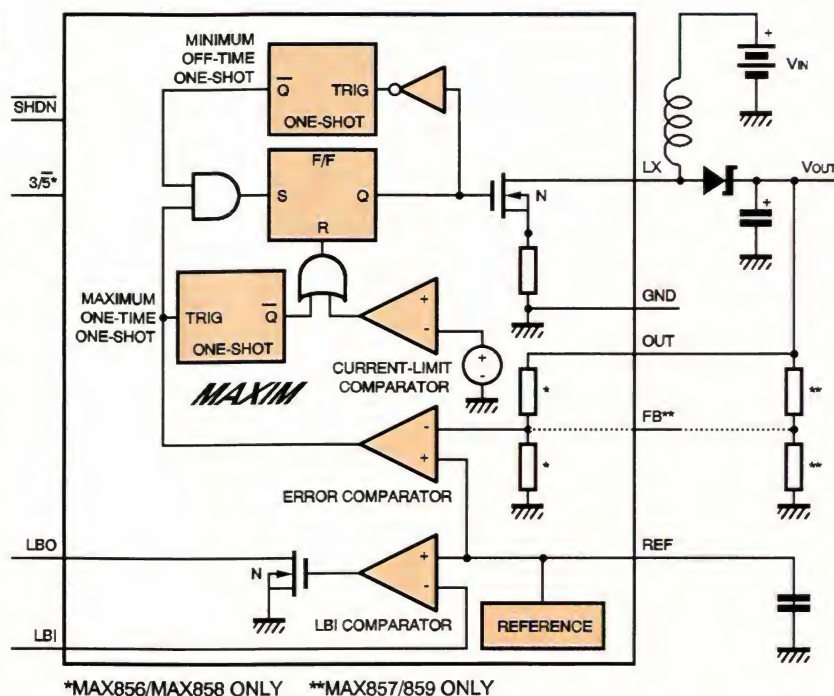 MINIMUM
OFF-TIME
ONE-SHOT
Q
TRIG
ONE-SHOT
SHDN
3/5*
F/F
S
Q
R
N
LX
+
VIN
VOUT
+
GND
OUT
MAXIMUM
ONE-TIME
ONE-SHOT
TRIG
Q
ONE-SHOT
+
-
+
-
CURRENT-LIMIT
COMPARATOR
MAXIM
*
**
FB**
-
+
*
**
ERROR COMPARATOR
LBO
N
+
-
REF
LBI COMPARATOR
REFERENCE
LBI
*MAX856/MAX858 ONLY **MAX857/859 ONLY